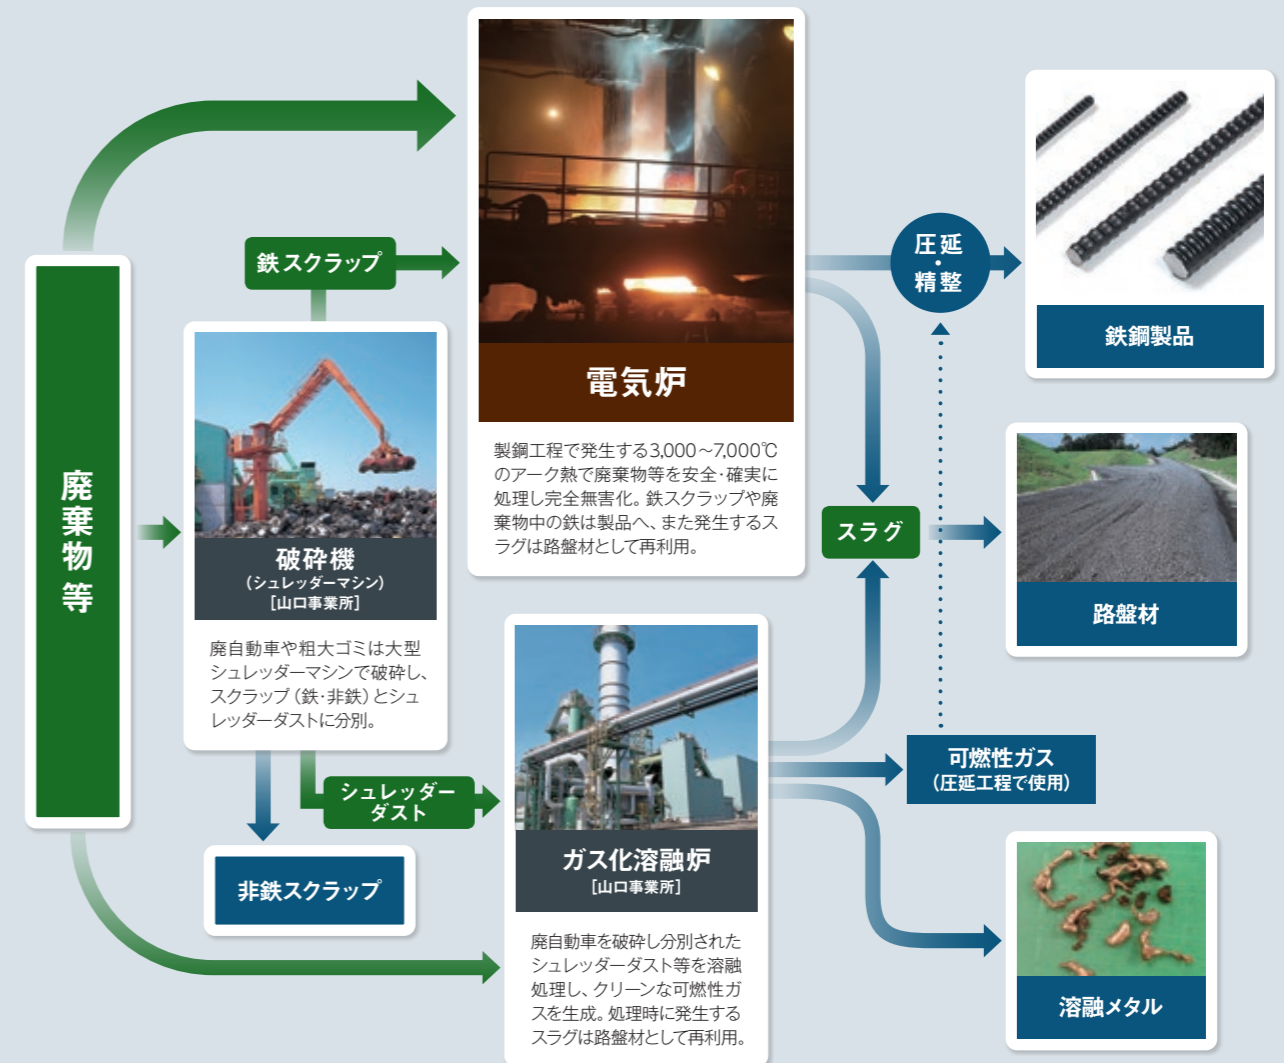 廃棄物等
鉄スクラップ
破砕機
（シュレッダーマシン）
［山口事業所］
廃自動車や粗大ゴミは大型
シュレッダーマシンで破砕し、
スクラップ（鉄・非鉄）とシュ
レッダーダストに分別。
シュレッダー
ダスト
非鉄スクラップ
電気炉
製鋼工程で発生する3,000～7,000℃
のアーク熱で廃棄物等を安全・確実に
処理し完全無害化。鉄スクラップや廃
棄物中の鉄は製品へ、また発生するス
ラグは路盤材として再利用。
ガス化溶融炉
［山口事業所］
廃自動車を破砕し分別された
シュレッダーダスト等を溶融
処理し、クリーンな可燃性ガ
スを生成。処理時に発生する
スラグは路盤材として再利用。
圧延
・
精整
鉄鋼製品
スラグ
路盤材
可燃性ガス
（圧延工程で使用）
溶融メタル